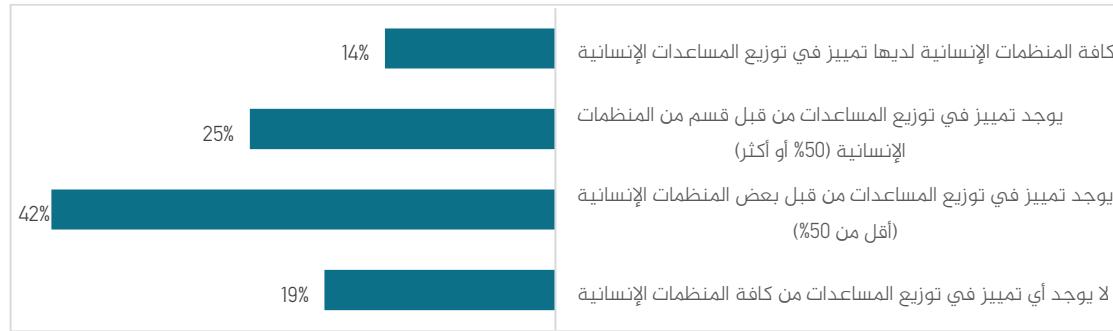 كافة المنظمات الإنسانية لديها تمييز في توزيع المساعدات الإنسانية
14%
يوجد تمييز في توزيع المساعدات من قبل قسم من المنظمات
الإنسانية (50% أو أكثر)
25%
يوجد تمييز في توزيع المساعدات من قبل بعض المنظمات الإنسانية
(أقل من 50%)
42%
لا يوجد أي تمييز في توزيع المساعدات من كافة المنظمات الإنسانية
19%